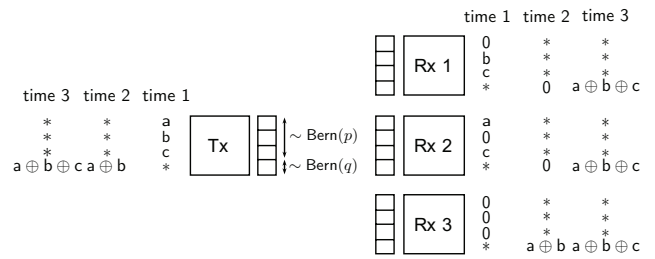 time 1 time 2 time 3
0 * *
b * *
c * *
* 0 a ⊕ b ⊕ c
Rx 1
time 3 time 2 time 1
* * a
* * b
* * c
a ⊕ b ⊕ c a ⊕ b *
Tx
∼ Bern(p)
∼ Bern(q)
Rx 2
a * *
0 * *
c * *
* 0 a ⊕ b ⊕ c
Rx 3
0 * *
0 * *
0 * *
* a ⊕ b a ⊕ b ⊕ c